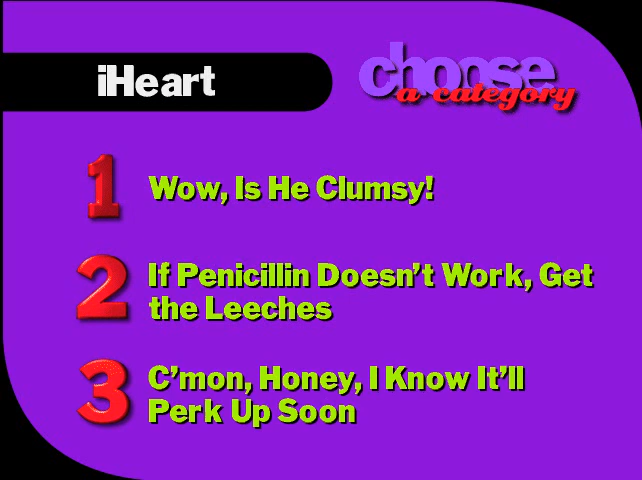 iHeart
choose
a category
1 Wow, Is He Clumsy!
2 If Penicillin Doesn't Work, Get
the Leeches
3 C'mon, Honey, I Know It'll
Perk Up Soon